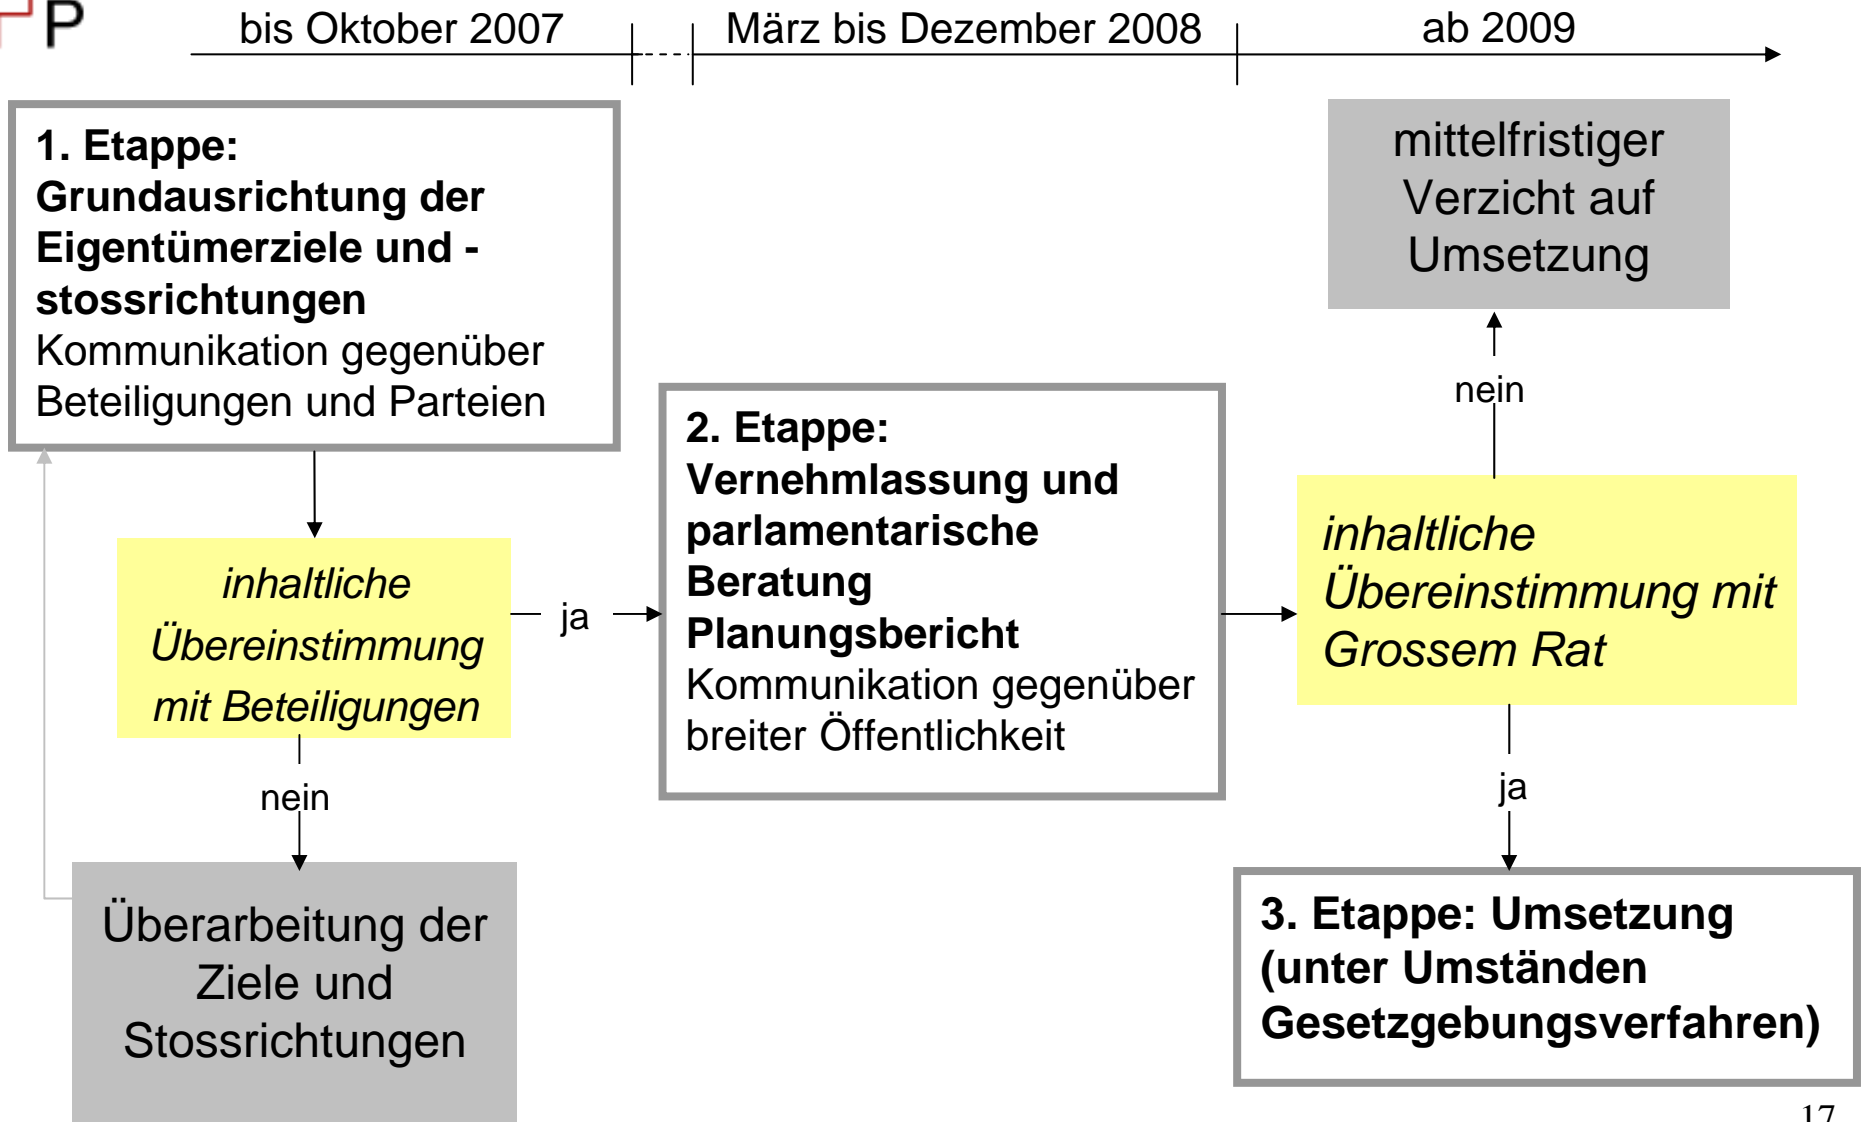 P
bis Oktober 2007
März bis Dezember 2008
ab 2009
1. Etappe:
Grundausrichtung der
Eigentümerziele und -
stossrichtungen
Kommunikation gegenüber
Beteiligungen und Parteien
inhaltliche
Übereinstimmung
mit Beteiligungen
ja
nein
Überarbeitung der
Ziele und
Stossrichtungen
2. Etappe:
Vernehmlassung und
parlamentarische
Beratung
Planungsbericht
Kommunikation gegenüber
breiter Öffentlichkeit
mittelfristiger
Verzicht auf
Umsetzung
nein
inhaltliche
Übereinstimmung mit
Grossem Rat
ja
3. Etappe: Umsetzung
(unter Umständen
Gesetzgebungsverfahren)
17